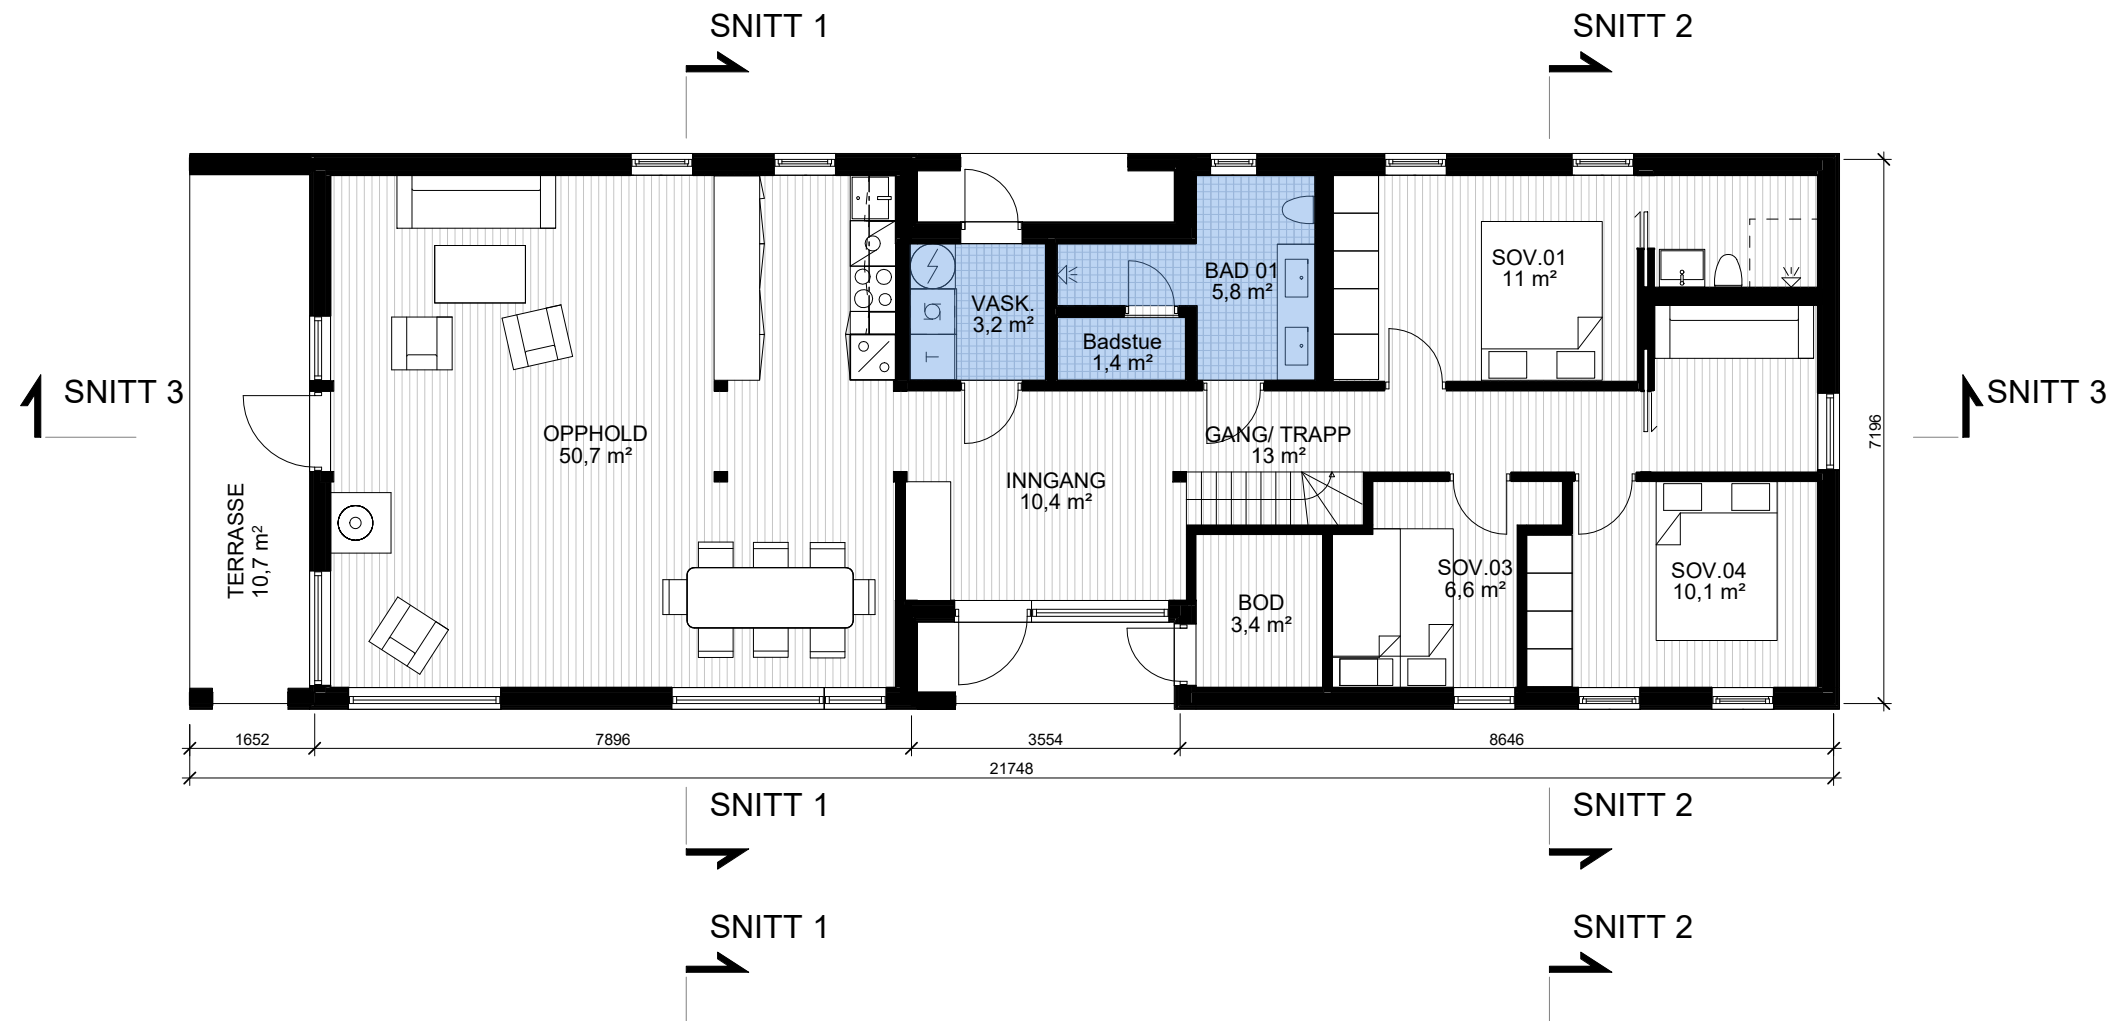 SNITT 1
SNITT 2
SOV.01
11 m²
BAD 01
5,8 m²
VASK.
3,2 m²
Badstue
1,4 m²
T
SNITT 3
SNITT 3
7196
OPPHOLD
50,7 m²
GANG/ TRAPP
13 m²
INNGANG
10,4 m²
TERRASSE
10,7 m²
SOV.03
6,6 m²
SOV.04
10,1 m²
BOD
3,4 m²
1652
7896
3554
8646
21748
SNITT 1
SNITT 2
SNITT 1
SNITT 2